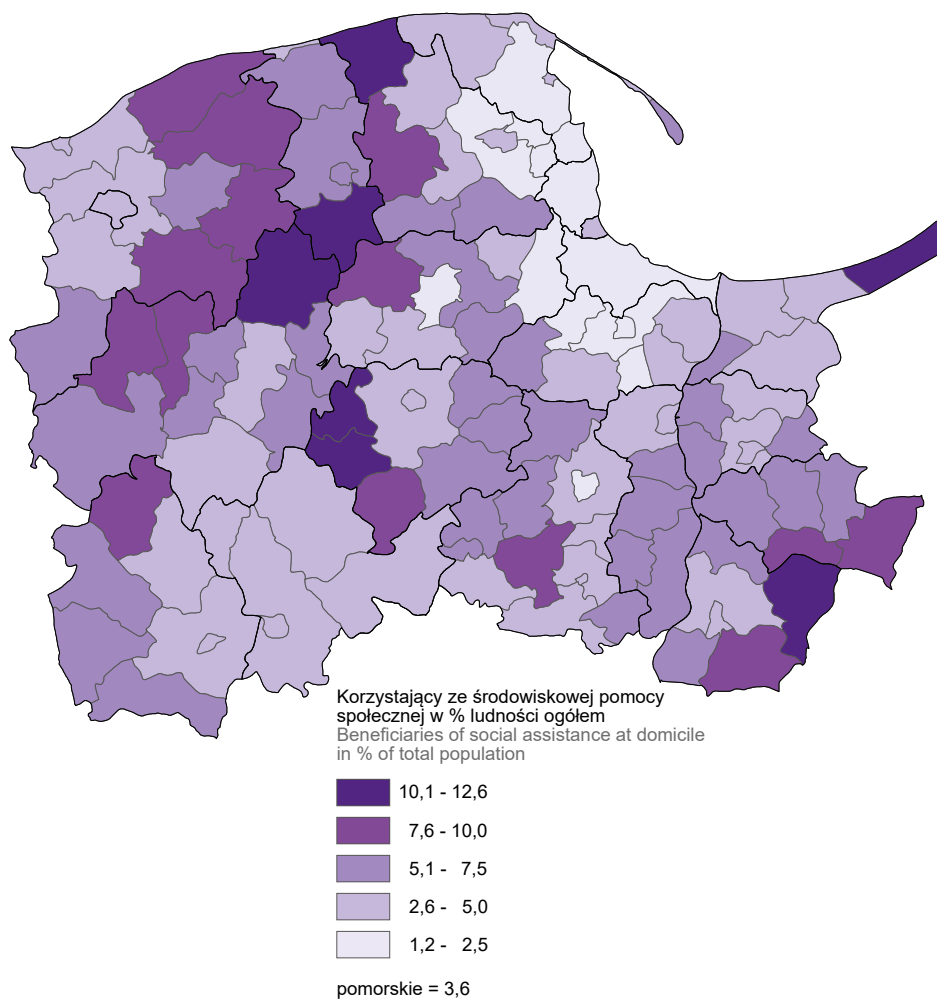 Korzystający ze środowiskowej pomocy
społecznej w % ludności ogółem
Beneficiaries of social assistance at domicile
in % of total population
10,1 - 12,6
7,6 - 10,0
5,1 - 7,5
2,6 - 5,0
1,2 - 2,5
pomorskie = 3,6